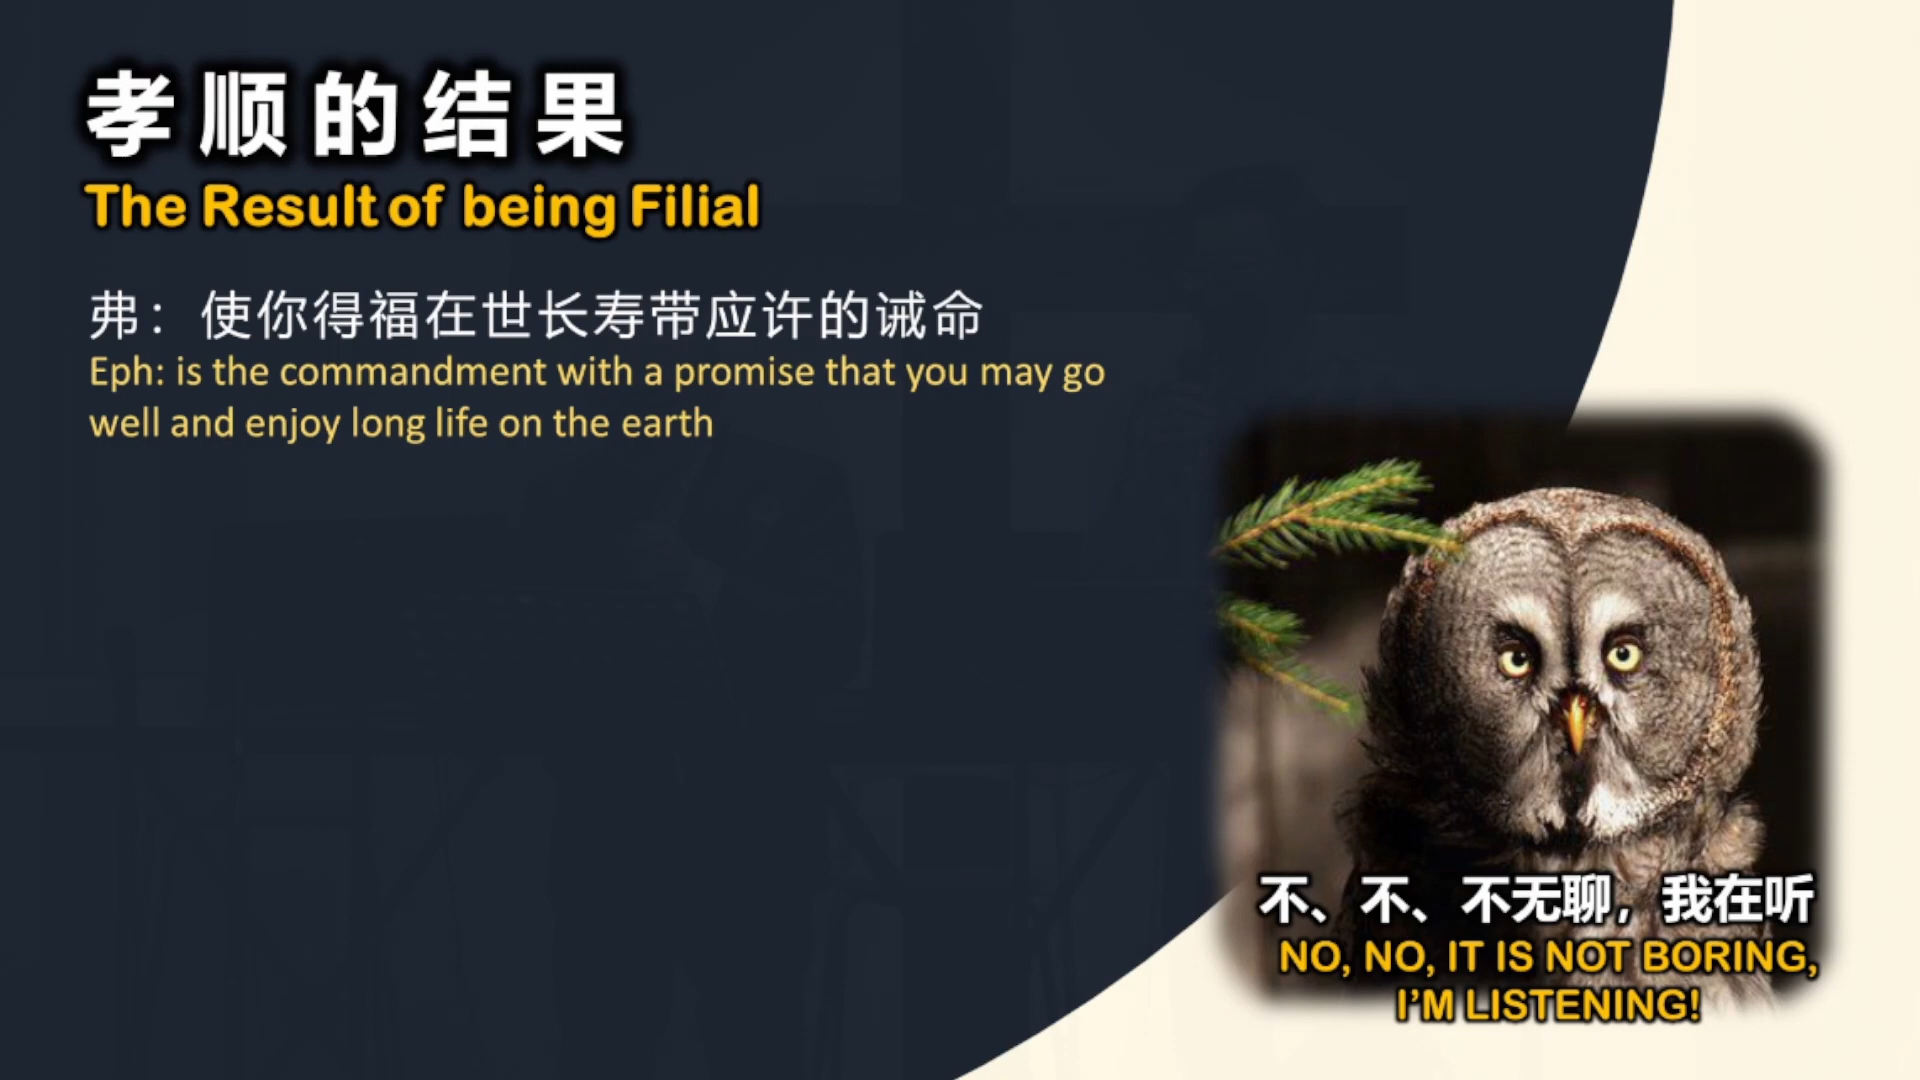 孝顺的结果
The Result of being Filial
弗：使你得福在世长寿带应许的诫命
Eph: is the commandment with a promise that you may go
well and enjoy long life on the earth
不、不、不无聊，我在听
NO, NO, IT IS NOT BORING,
I'M LISTENING!